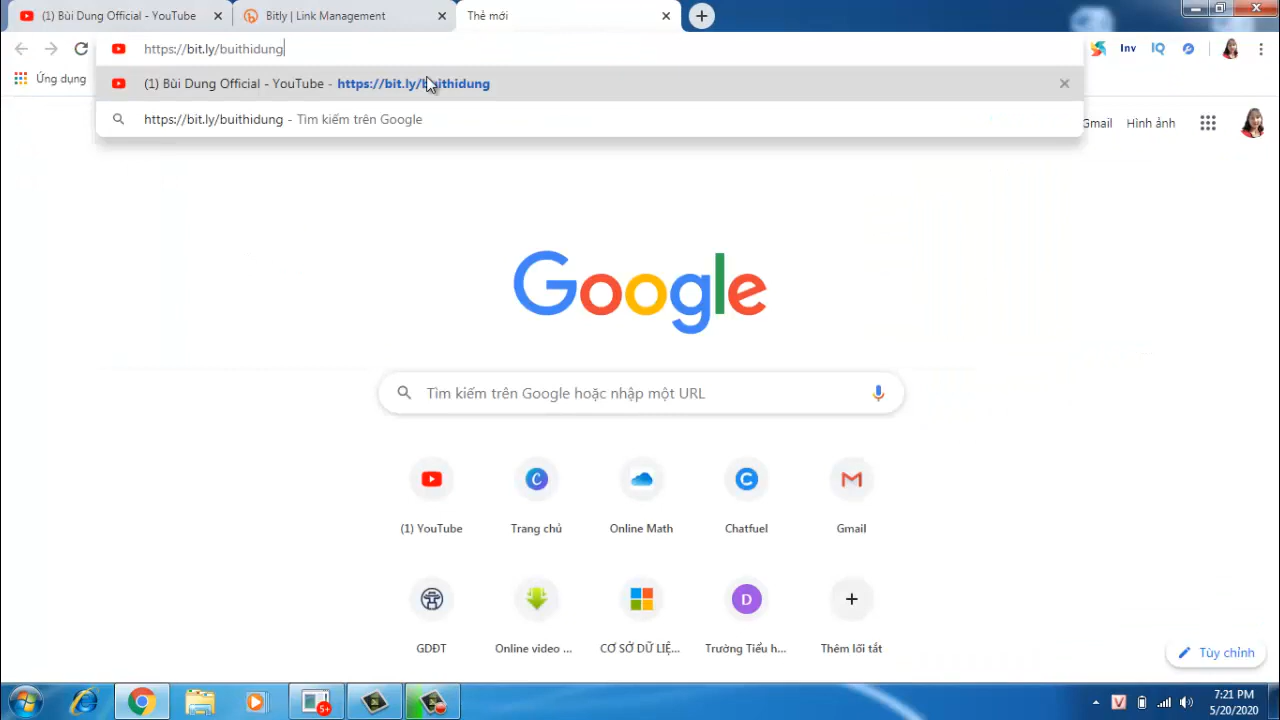 (1) Bùi Dung Official - YouTube
Bitly | Link Management
Thẻ mới
https://bit.ly/buithidung
Inv
IQ
Ứng dụng
(1) Bùi Dung Official - YouTube - https://bit.ly/buithidung
https://bit.ly/buithidung - Tìm kiếm trên Google
Gmail
Hình ảnh
Google
Tìm kiếm trên Google hoặc nhập một URL
(1) YouTube
Trang chủ
Online Math
Chatfuel
Gmail
D
GDĐT
Online video ...
CƠ SỞ DỮ LIỆ...
Trường Tiểu h...
Thêm lối tắt
Tùy chỉnh
5+
V
7:21 PM
5/20/2020